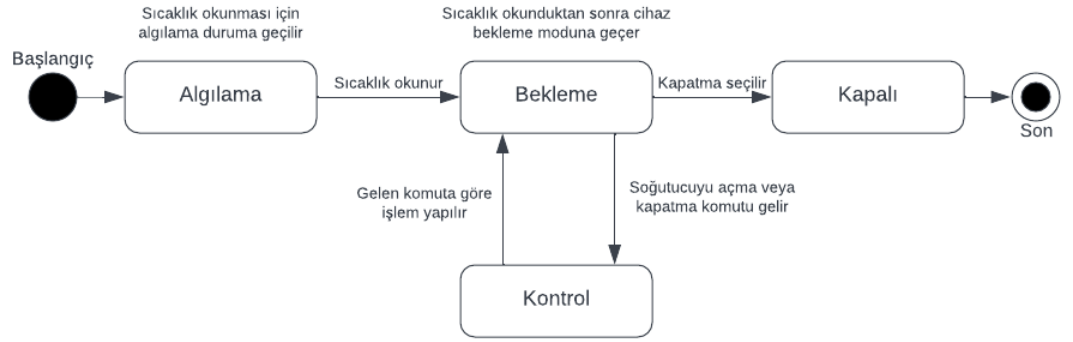 Sıcaklık okunması için
algılama duruma geçilir
Sıcaklık okunduktan sonra cihaz
bekleme moduna geçer
Başlangıç
Algılama
Sıcaklık okunur
Bekleme
Kapatma seçilir
Kapalı
Son
Gelen komuta göre
işlem yapılır
Soğutucuyu açma veya
kapatma komutu gelir
Kontrol